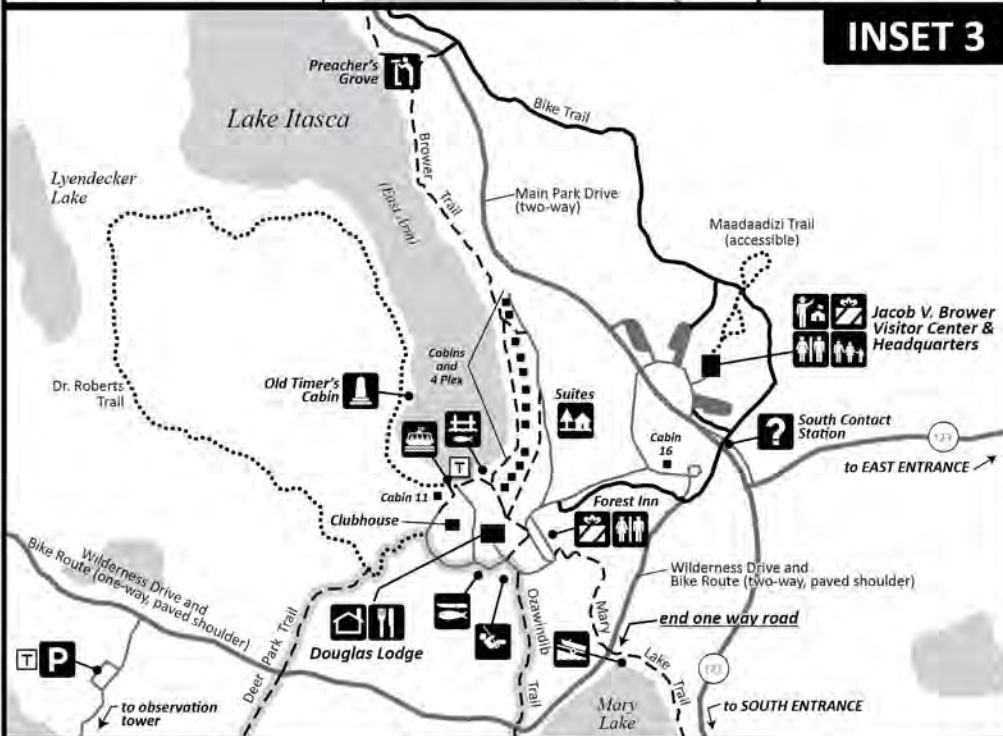 INSET 3
Preacher's
Grove
Lake Itasca
Bike Trail
Brower
Trail
Lyendecker
Lake
(East Arm)
Main Park Drive
(two-way)
Maadaadizi Trail
(accessible)
Jacob V. Brower
Visitor Center &
Headquarters
Cabins
and
4 Plex
Dr. Roberts
Trail
Old Timer's
Cabin
Suites
?
South Contact
Station
Cabin
16
to EAST ENTRANCE
T
Cabin 11
Forest Inn
Clubhouse
Wilderness Drive and
Bike Route (one-way, paved shoulder)
Wilderness Drive and
Bike Route (two-way, paved shoulder)
Deer Park Trail
Douglas Lodge
Ozawindib
Trail
Mary
Lake
Trail
end one way road
T
P
to observation
tower
Mary
Lake
to SOUTH ENTRANCE